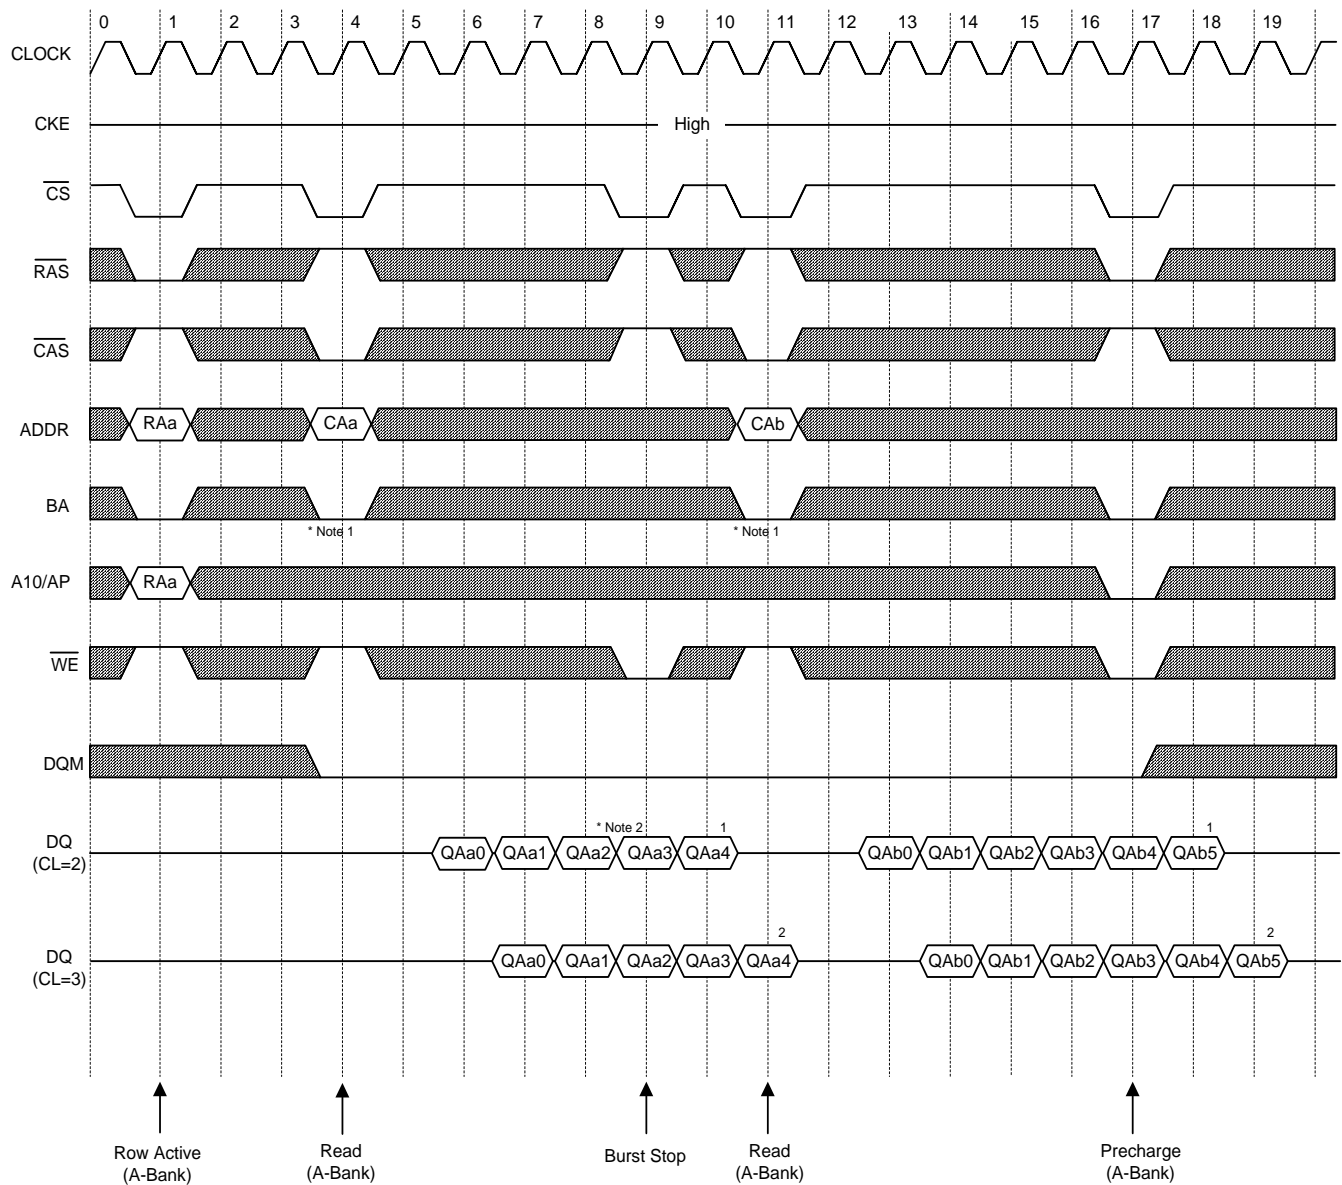 0 1 2 3 4 5 6 7 8 9 10 11 12 13 14 15 16 17 18 19
CLOCK
CKE High
CS
RAS
CAS
ADDR RAa CAa CAb
BA
* Note 1 * Note 1
A10/AP RAa
WE
DQM
* Note 2 1 1
DQ
(CL=2)
QAa0 QAa1 QAa2 QAa3 QAa4 QAb0 QAb1 QAb2 QAb3 QAb4 QAb5
2 2
DQ
(CL=3)
QAa0 QAa1 QAa2 QAa3 QAa4 QAb0 QAb1 QAb2 QAb3 QAb4 QAb5
Row Active
(A-Bank)
Read
(A-Bank)
Burst Stop
Read
(A-Bank)
Precharge
(A-Bank)